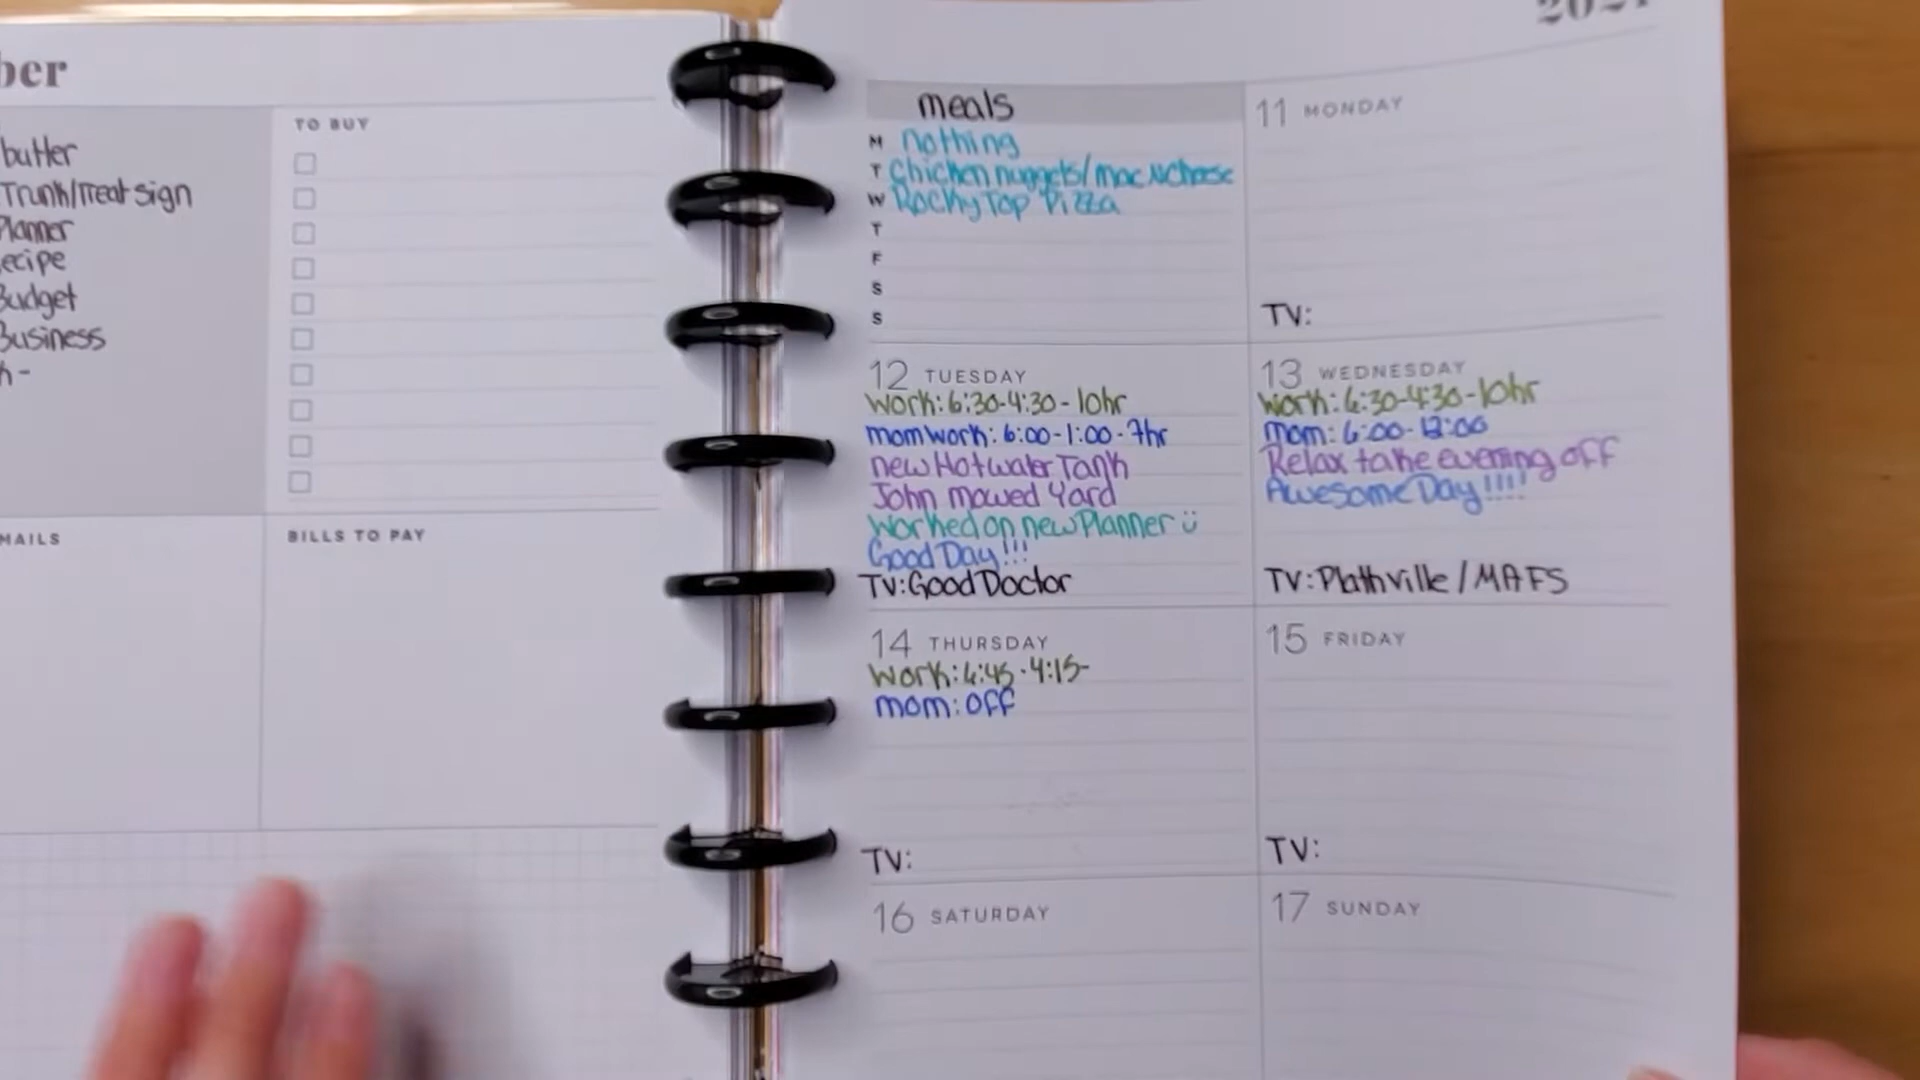 ber
butter
Trunk/Treat sign
Planner
ecipe
Budget
Business
h-
TO BUY
MAILS
BILLS TO PAY
2021
meals
M Nothing
T Chicken nuggets/mac N Cheese
W Rocky Top Pizza
T
F
S
S
11 MONDAY
TV:
12 TUESDAY
Work: 6:30-4:30-10hr
mom work: 6:00-1:00-7hr
new Hot water Tank
John mowed Yard
Worked on new Planner ü
Good Day!!!
TV: Good Doctor
13 WEDNESDAY
Work: 6:30-4:30-10hr
mom: 6:00-12:00
Relax take evening off
Awesome Day!!!!
TV: Plathville / MAFS
14 THURSDAY
Work: 6:45-4:15-
mom: off
TV:
15 FRIDAY
TV:
16 SATURDAY
17 SUNDAY